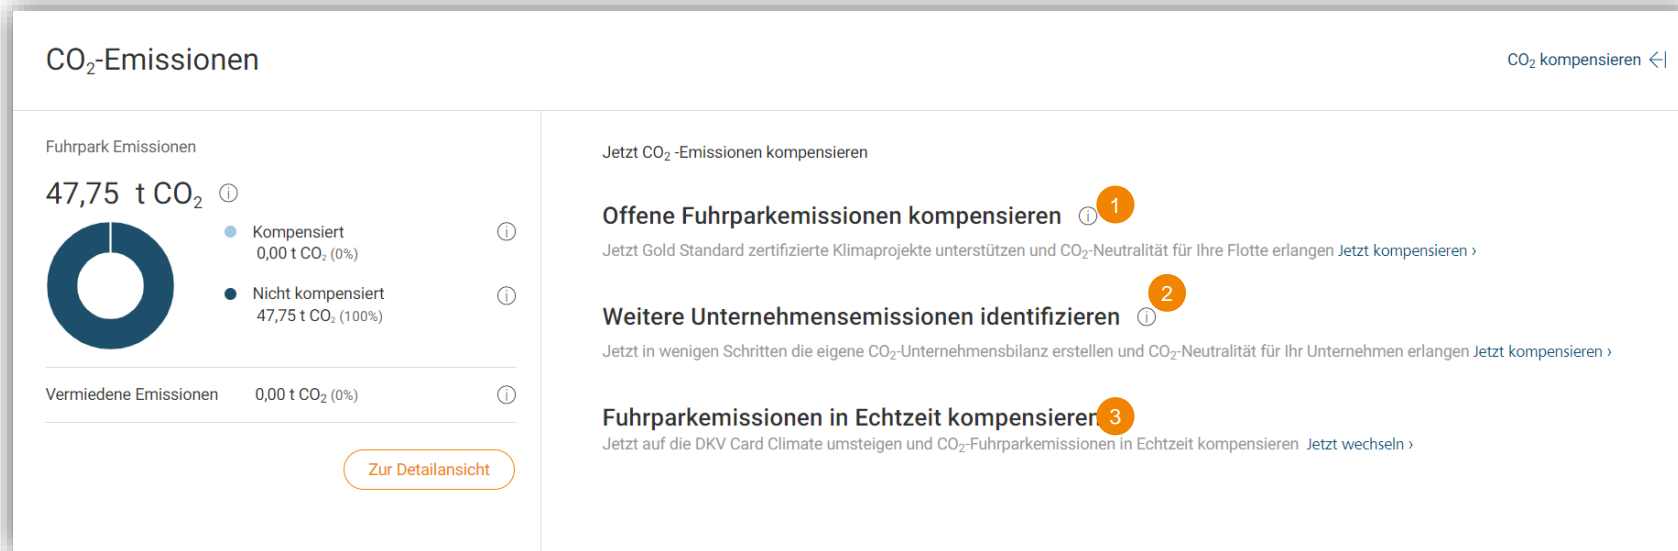 CO₂-Emissionen
CO₂ kompensieren
Fuhrpark Emissionen
47,75 t CO₂
Kompensiert
0,00 t CO₂ (0%)
Nicht kompensiert
47,75 t CO₂ (100%)
Vermiedene Emissionen 0,00 t CO₂ (0%)
Zur Detailansicht
Jetzt CO₂ -Emissionen kompensieren
Offene Fuhrparkemissionen kompensieren 1
Jetzt Gold Standard zertifizierte Klimaprojekte unterstützen und CO₂-Neutralität für Ihre Flotte erlangen Jetzt kompensieren ›
Weitere Unternehmensemissionen identifizieren 2
Jetzt in wenigen Schritten die eigene CO₂-Unternehmensbilanz erstellen und CO₂-Neutralität für Ihr Unternehmen erlangen Jetzt kompensieren ›
Fuhrparkemissionen in Echtzeit kompensieren 3
Jetzt auf die DKV Card Climate umsteigen und CO₂-Fuhrparkemissionen in Echtzeit kompensieren Jetzt wechseln ›